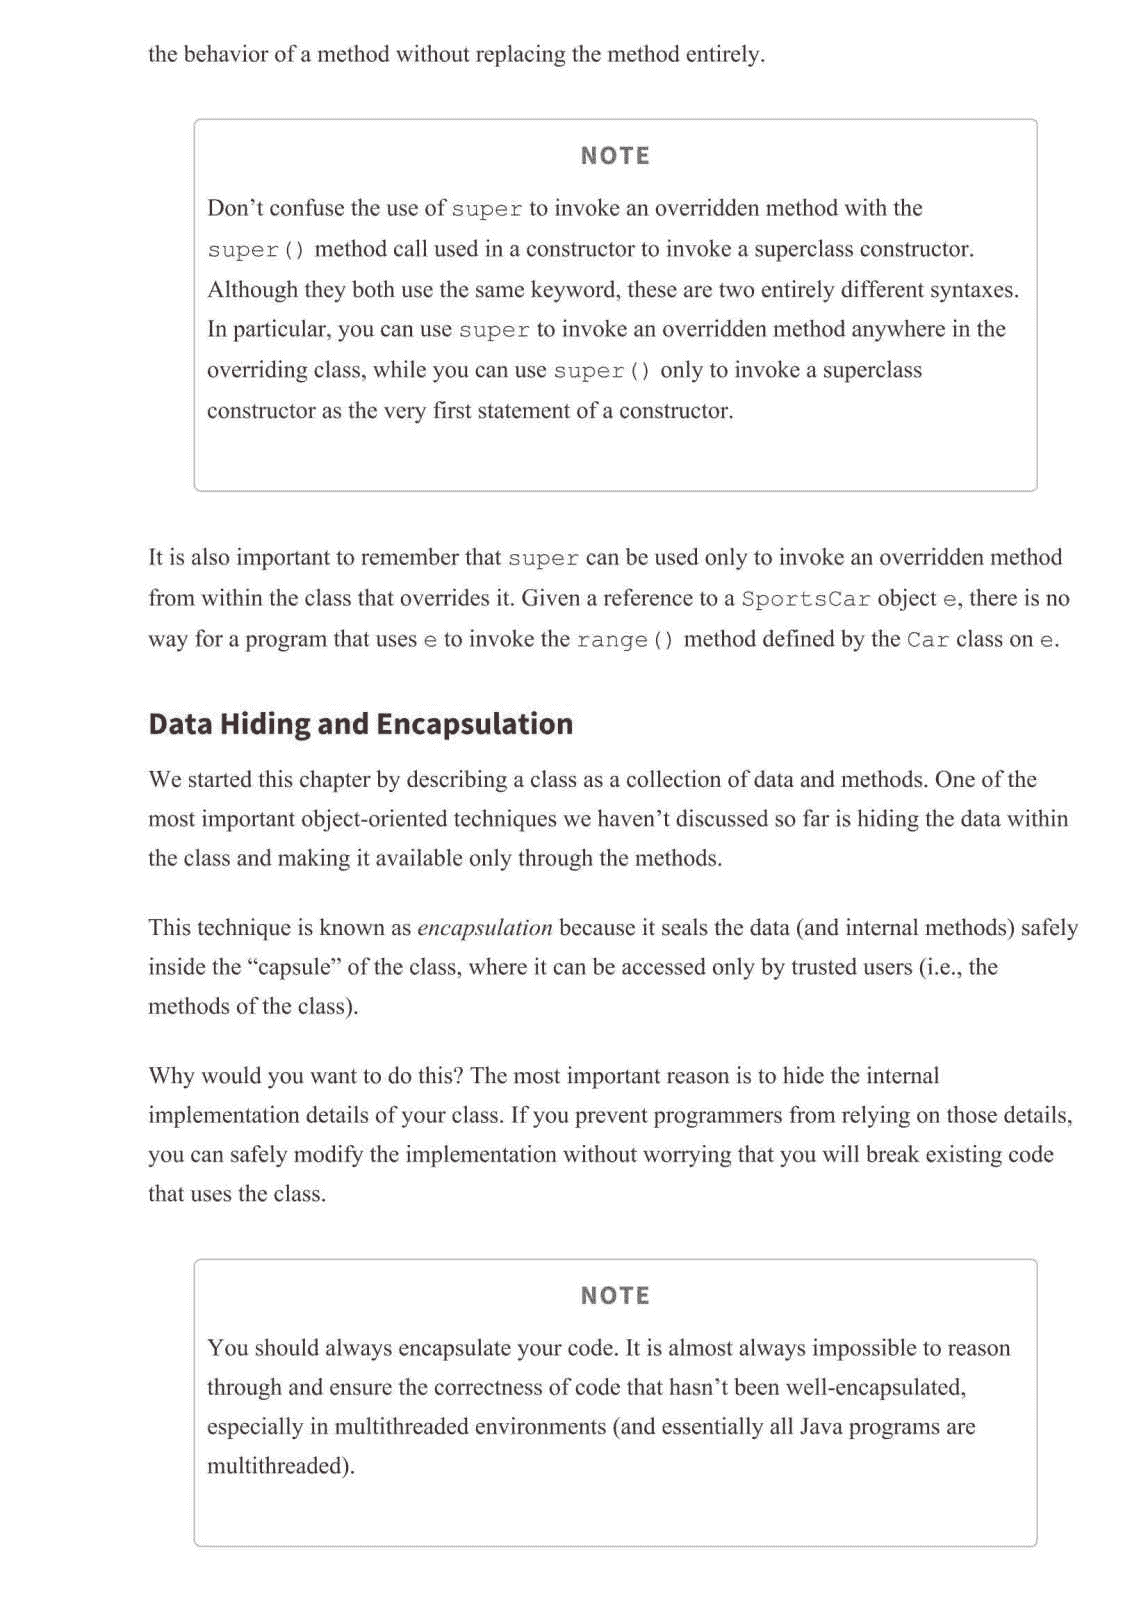 the behavior of a method without replacing the method entirely.
NOTE
Don’t confuse the use of super to invoke an overridden method with the
super() method call used in a constructor to invoke a superclass constructor.
Although they both use the same keyword, these are two entirely different syntaxes.
In particular, you can use super to invoke an overridden method anywhere in the
overriding class, while you can use super() only to invoke a superclass
constructor as the very first statement of a constructor.
It is also important to remember that super can be used only to invoke an overridden method
from within the class that overrides it. Given a reference to a SportsCar object e, there is no
way for a program that uses e to invoke the range() method defined by the Car class on e.
Data Hiding and Encapsulation
We started this chapter by describing a class as a collection of data and methods. One of the
most important object-oriented techniques we haven’t discussed so far is hiding the data within
the class and making it available only through the methods.
This technique is known as encapsulation because it seals the data (and internal methods) safely
inside the “capsule” of the class, where it can be accessed only by trusted users (i.e., the
methods of the class).
Why would you want to do this? The most important reason is to hide the internal
implementation details of your class. If you prevent programmers from relying on those details,
you can safely modify the implementation without worrying that you will break existing code
that uses the class.
NOTE
You should always encapsulate your code. It is almost always impossible to reason
through and ensure the correctness of code that hasn’t been well-encapsulated,
especially in multithreaded environments (and essentially all Java programs are
multithreaded).